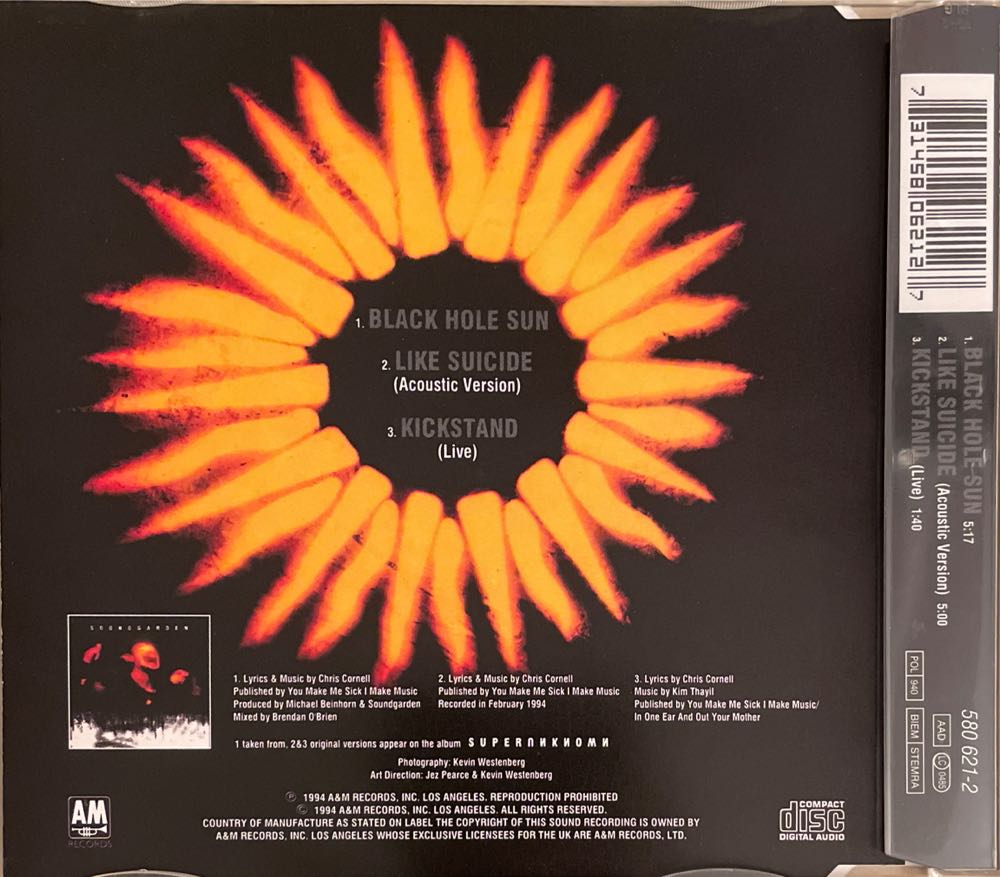 1. BLACK HOLE SUN
2. LIKE SUICIDE
(Acoustic Version)
3. KICKSTAND
(Live)
SOUNDGARDEN
1. Lyrics & Music by Chris Cornell
Published by You Make Me Sick I Make Music
Produced by Michael Beinhorn & Soundgarden
Mixed by Brendan O'Brien
2. Lyrics & Music by Chris Cornell
Published by You Make Me Sick I Make Music
Recorded in February 1994
3. Lyrics by Chris Cornell
Music by Kim Thayil
Published by You Make Me Sick I Make Music/
In One Ear And Out Your Mother
1 taken from, 2&3 original versions appear on the album SUPERUNKNOWN
Photography: Kevin Westenberg
Art Direction: Jez Pearce & Kevin Westenberg
℗ 1994 A&M RECORDS, INC. LOS ANGELES. REPRODUCTION PROHIBITED
© 1994 A&M RECORDS, INC. LOS ANGELES. ALL RIGHTS RESERVED.
COUNTRY OF MANUFACTURE AS STATED ON LABEL THE COPYRIGHT OF THIS SOUND RECORDING IS OWNED BY
A&M RECORDS, INC. LOS ANGELES WHOSE EXCLUSIVE LICENSEES FOR THE UK ARE A&M RECORDS, LTD.
AM
RECORDS
COMPACT
disc
DIGITAL AUDIO
7 31458 06212 7
1. BLACK HOLE SUN 5:17
2. LIKE SUICIDE (Acoustic Version) 5:00
3. KICKSTAND (Live) 1:40
580 621-2
POL 940
AAD
LC 0485
BIEM STEMRA